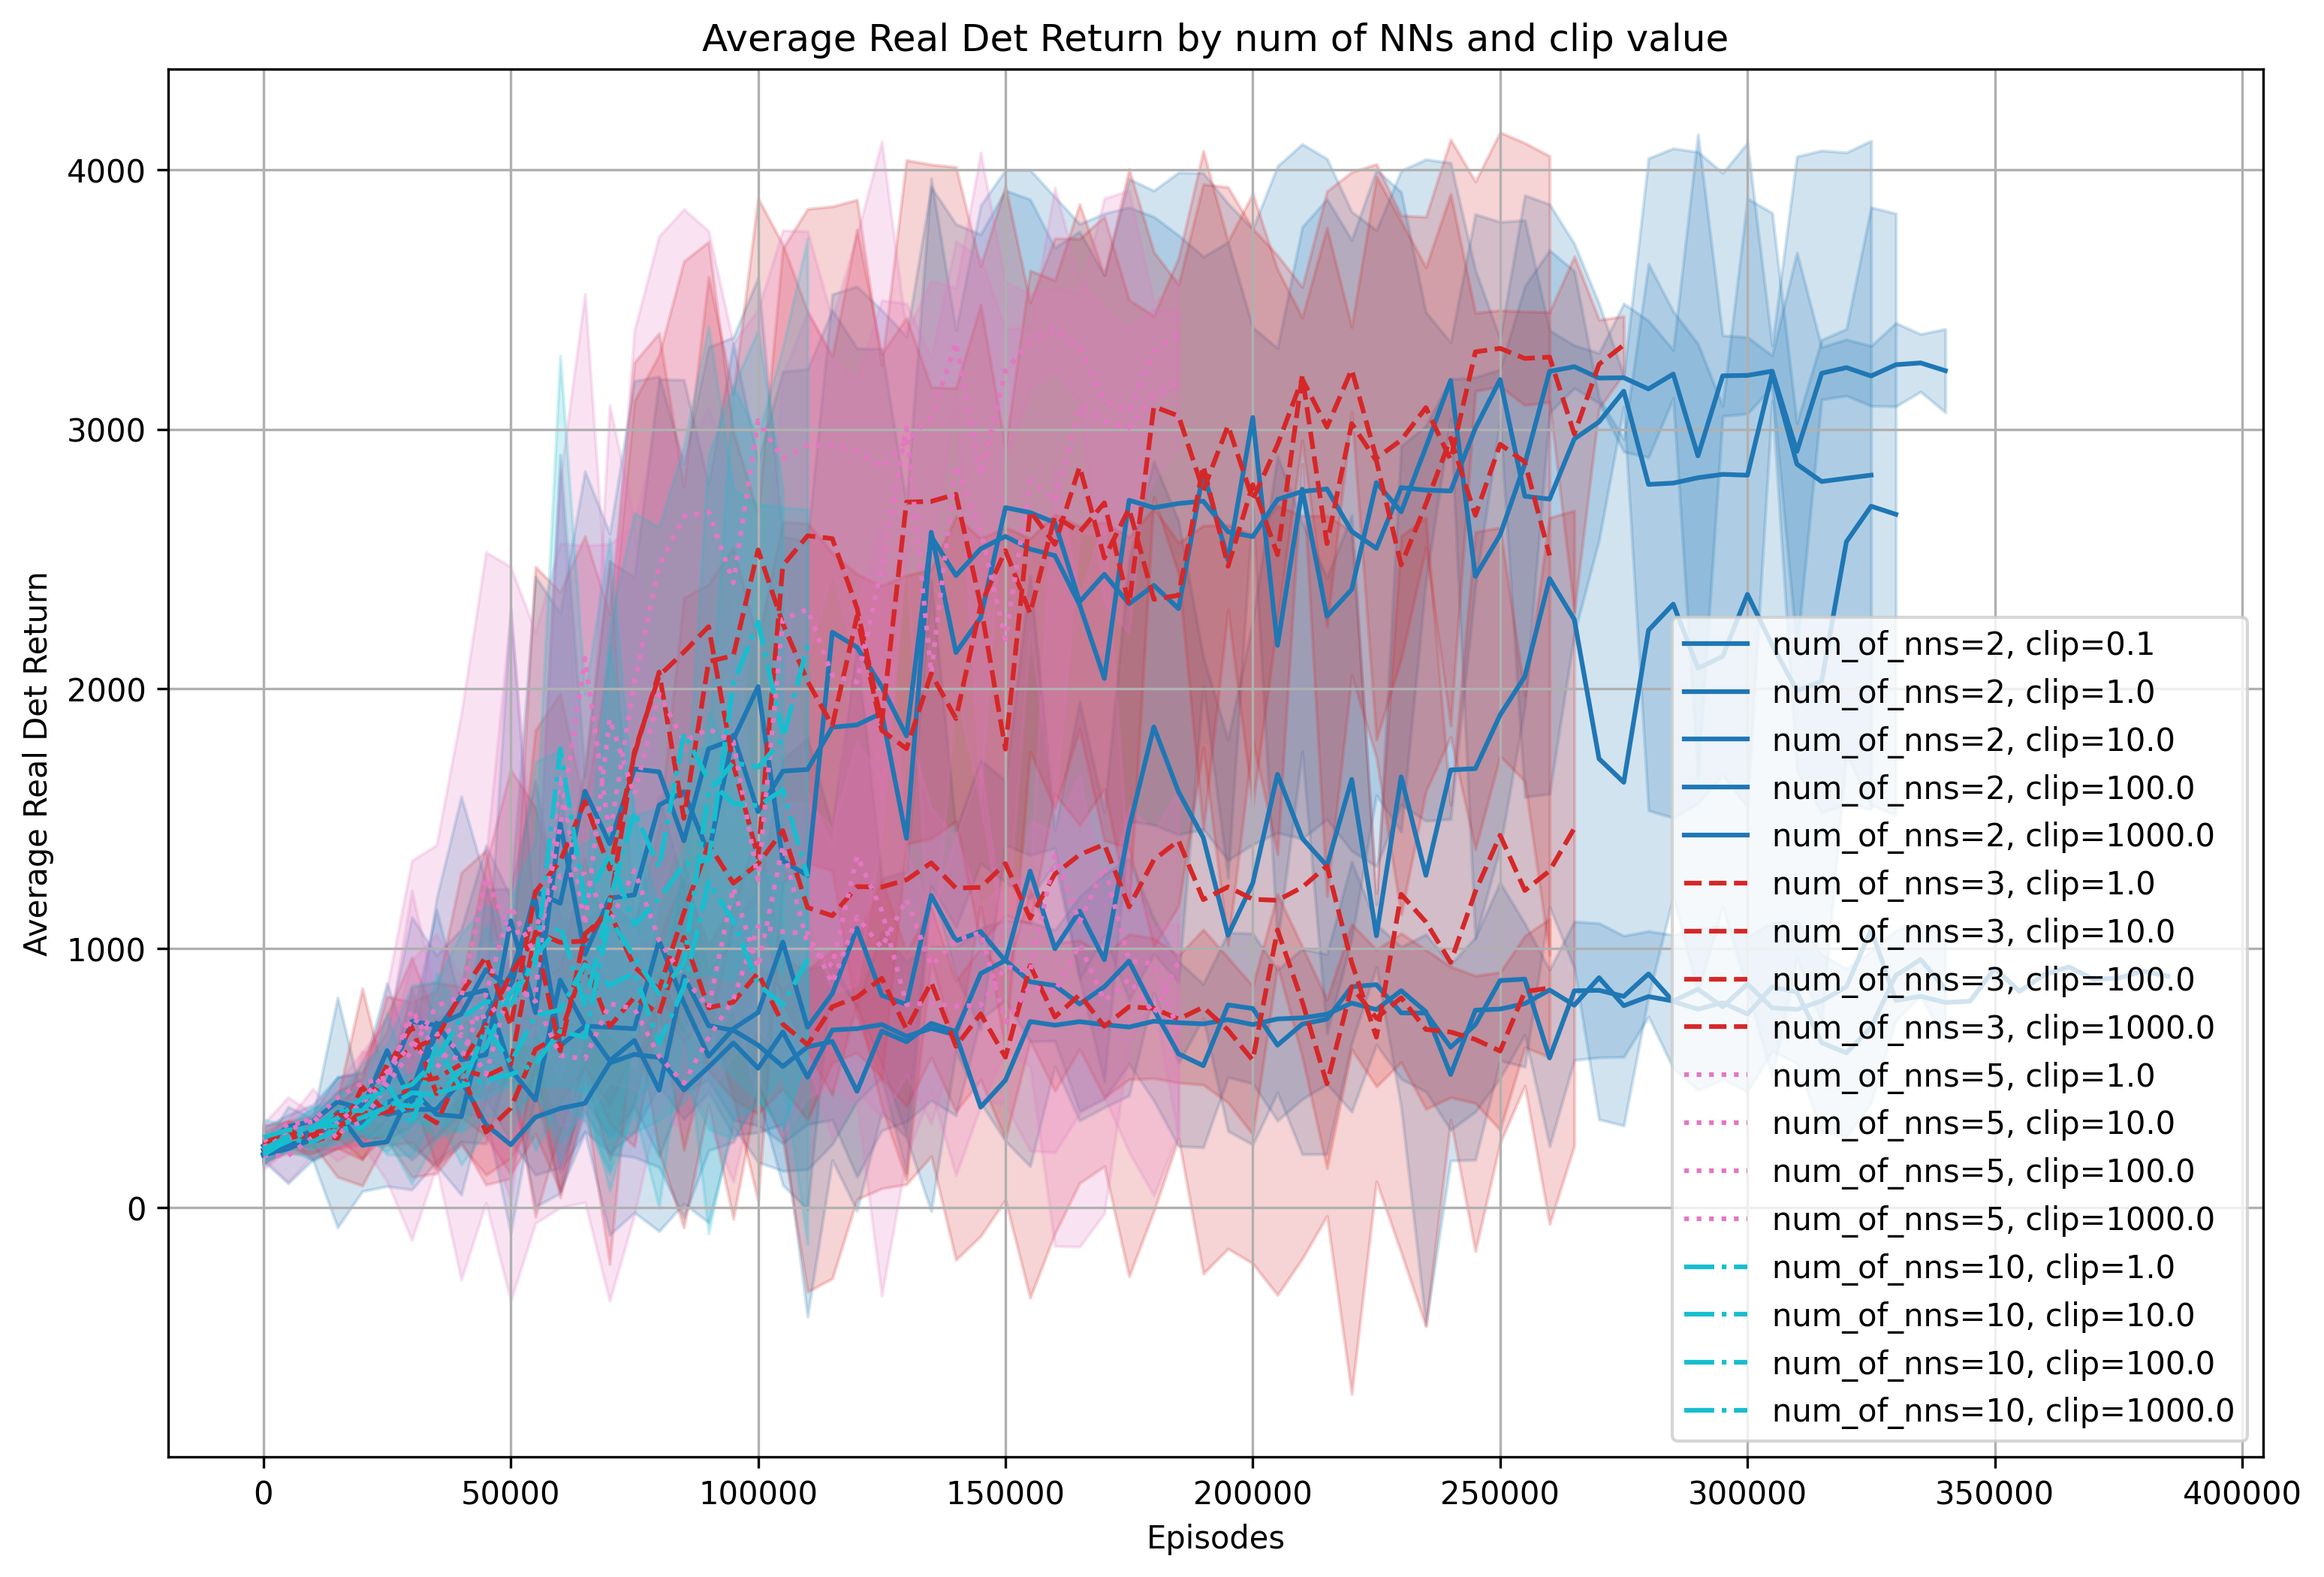 Average Real Det Return by num of NNs and clip value
Average Real Det Return
4000
3000
2000
1000
0
num_of_nns=2, clip=0.1
num_of_nns=2, clip=1.0
num_of_nns=2, clip=10.0
num_of_nns=2, clip=100.0
num_of_nns=2, clip=1000.0
num_of_nns=3, clip=1.0
num_of_nns=3, clip=10.0
num_of_nns=3, clip=100.0
num_of_nns=3, clip=1000.0
num_of_nns=5, clip=1.0
num_of_nns=5, clip=10.0
num_of_nns=5, clip=100.0
num_of_nns=5, clip=1000.0
num_of_nns=10, clip=1.0
num_of_nns=10, clip=10.0
num_of_nns=10, clip=100.0
num_of_nns=10, clip=1000.0
0 50000 100000 150000 200000 250000 300000 350000 400000
Episodes